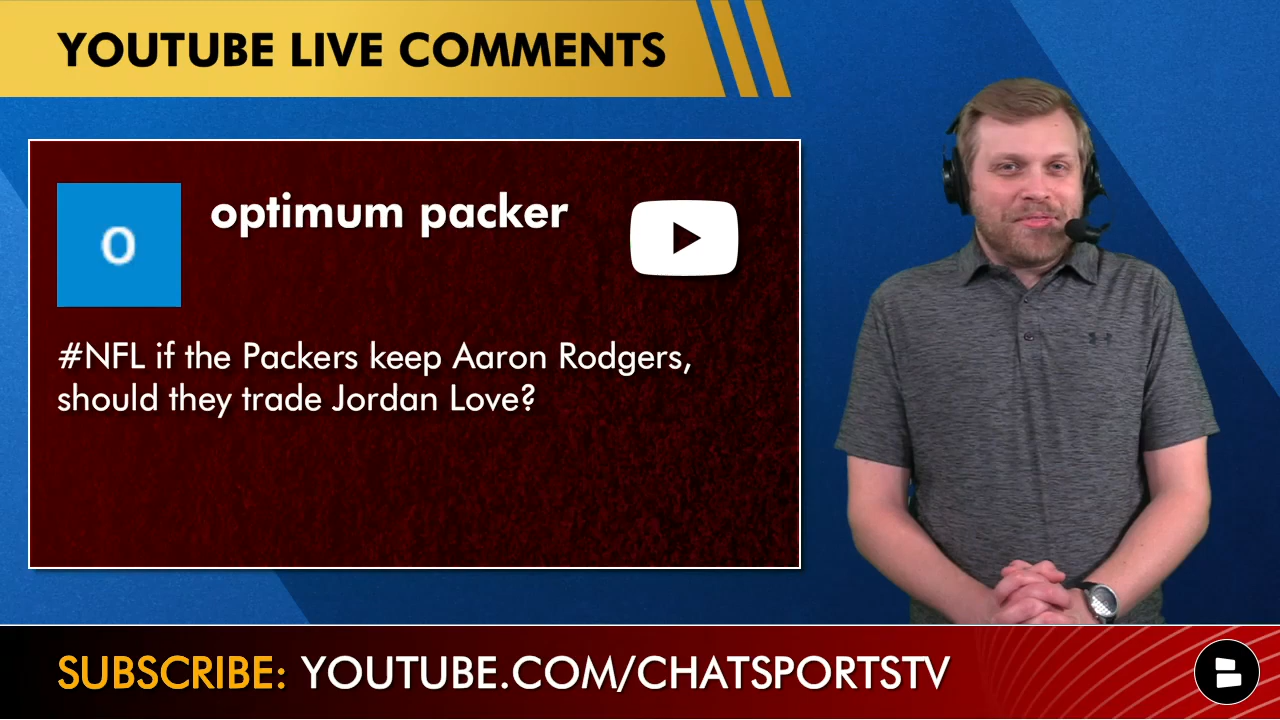 YOUTUBE LIVE COMMENTS
O
optimum packer
#NFL if the Packers keep Aaron Rodgers,
should they trade Jordan Love?
SUBSCRIBE: YOUTUBE.COM/CHATSPORTSTV